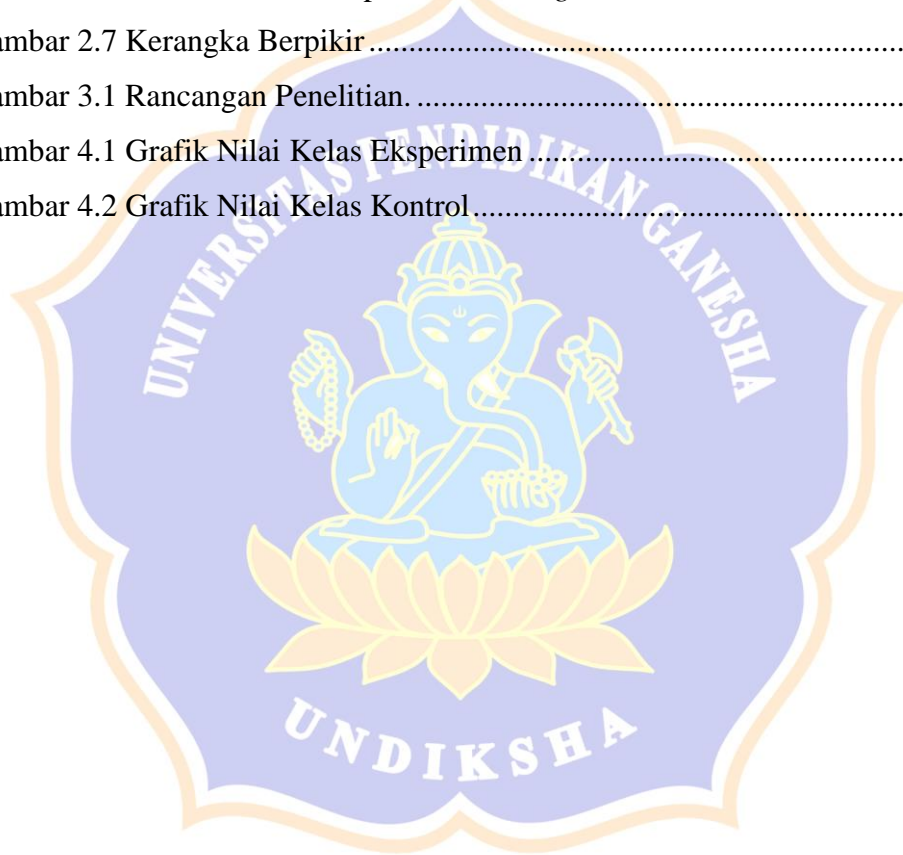 ambar 2.7 Kerangka Berpikir........................................................................
ambar 3.1 Rancangan Penelitian. ..................................................................
ambar 4.1 Grafik Nilai Kelas Eksperimen ....................................................
ambar 4.2 Grafik Nilai Kelas Kontrol...........................................................
UNIVERSITAS PENDIDIKAN GANESHA
UNDIKSHA